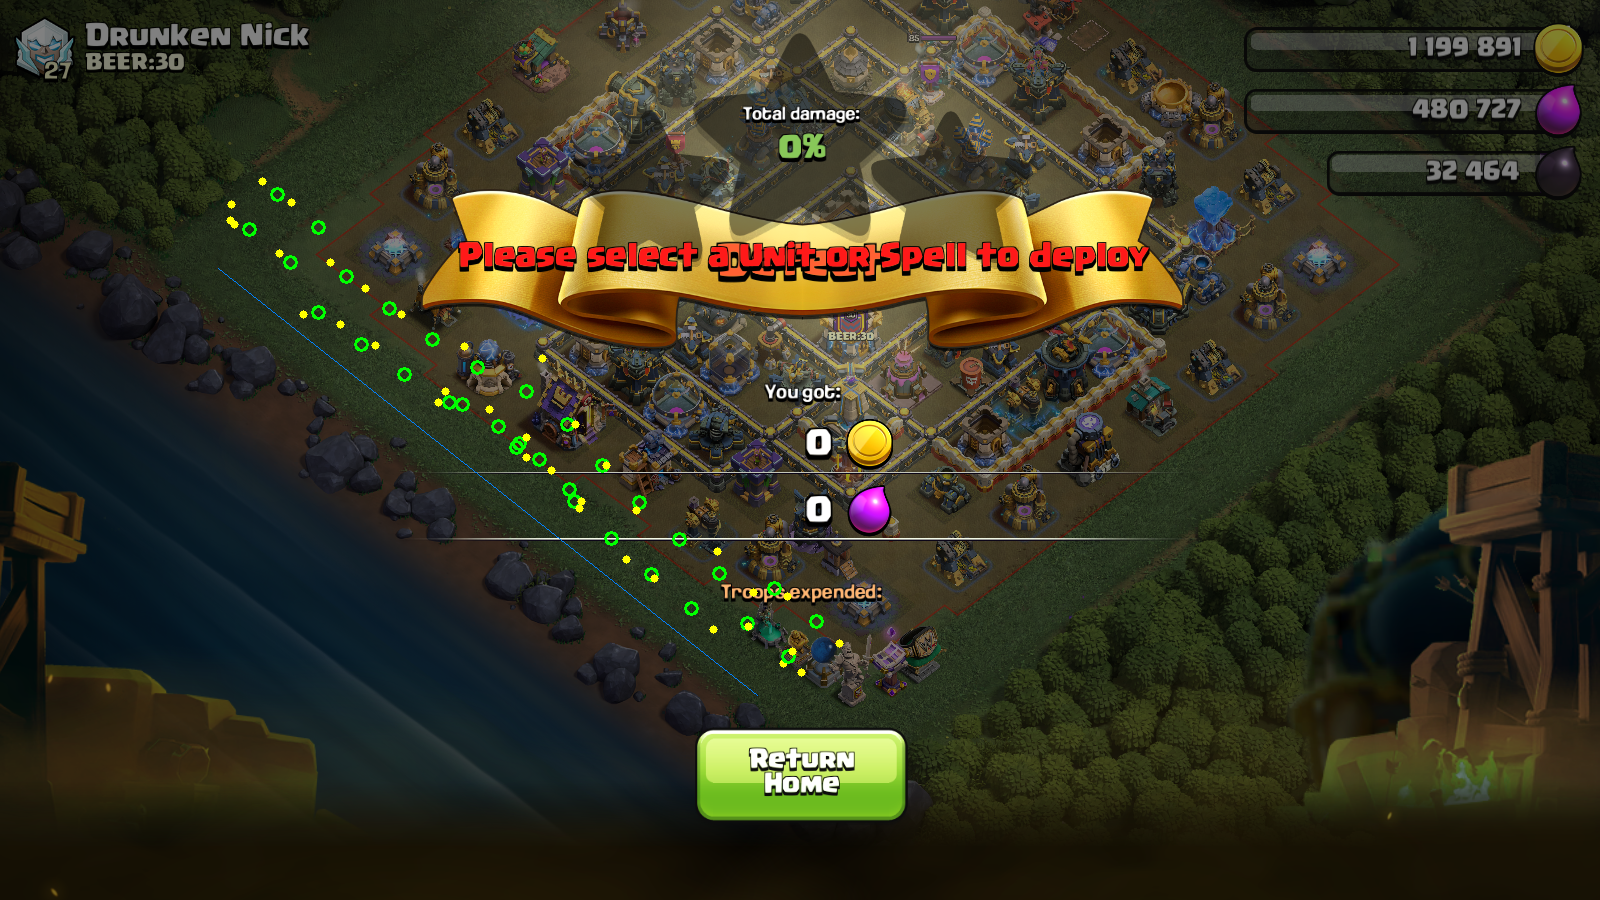 Drunken Nick
BEER:30
27
1 199 891
480 727
32 464
85
Total damage:
0%
Please select a Unit or Spell to deploy
BEER:30
You got:
0
0
Troops expended:
Return
Home